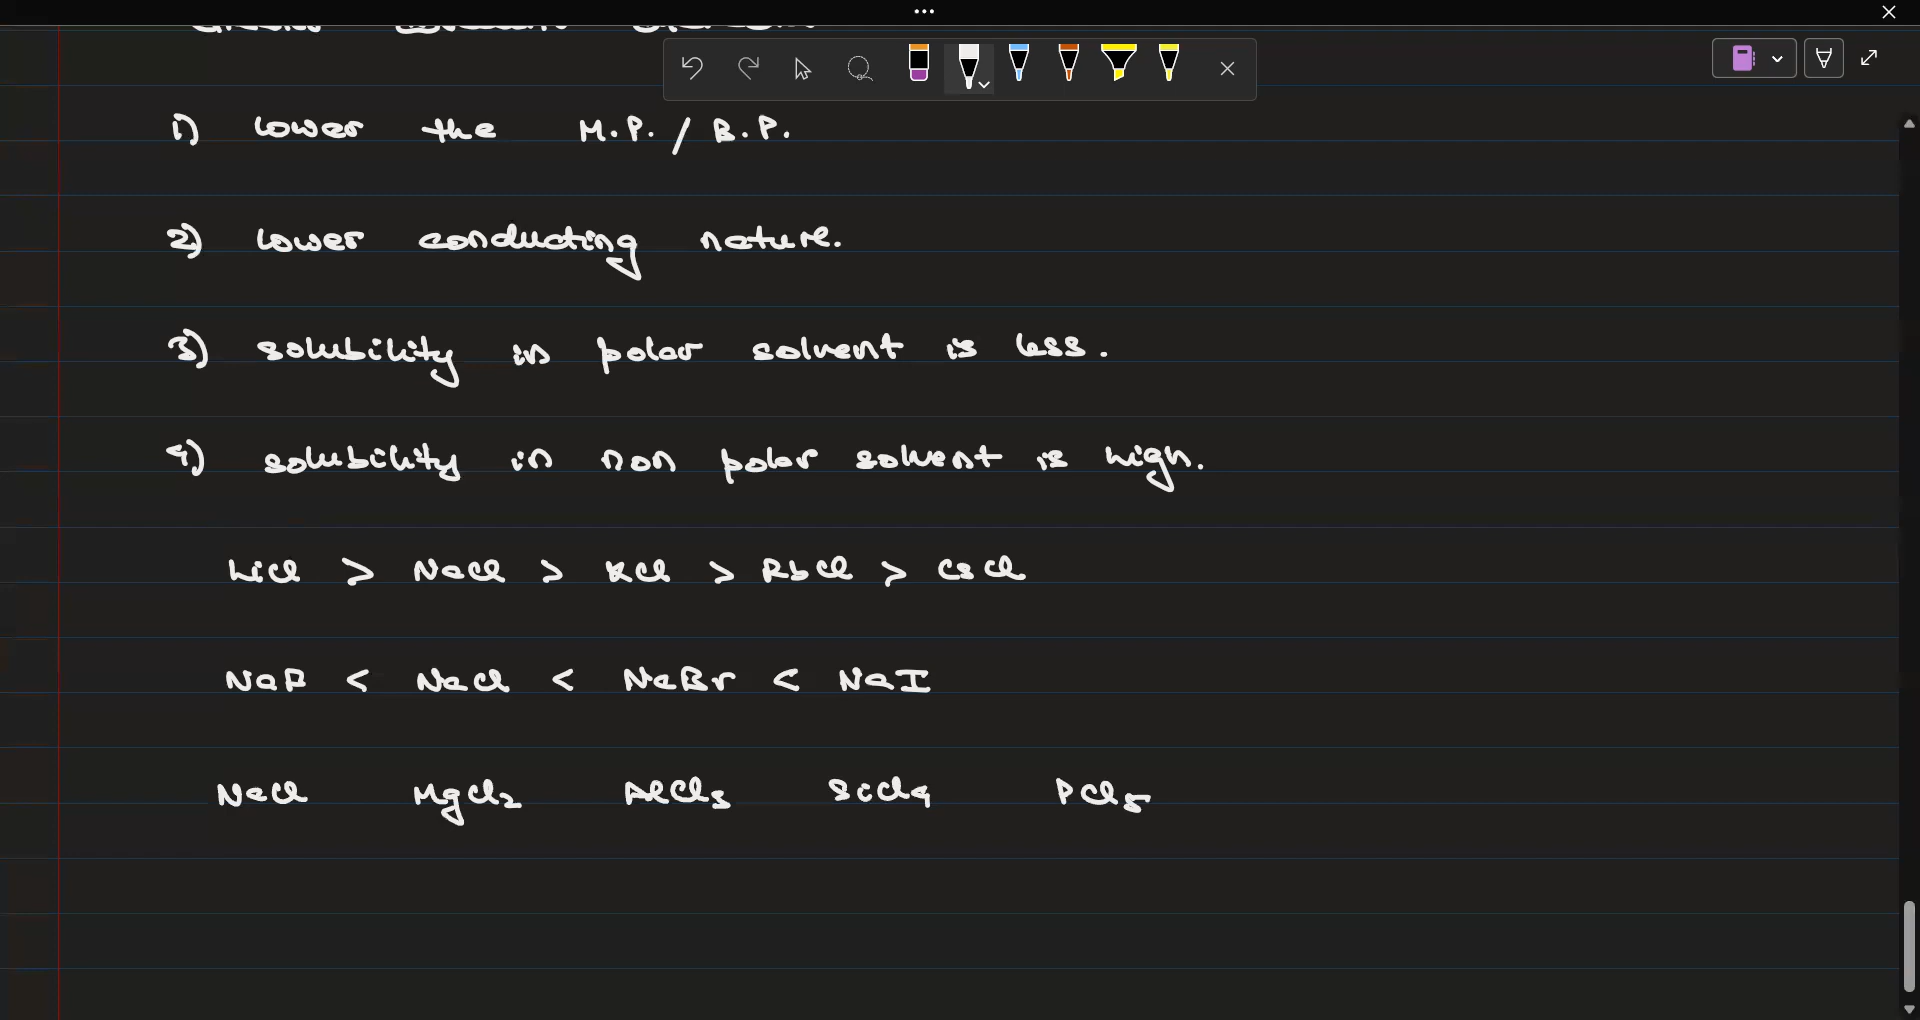 1) Lower the M.P. / B.P.
2) Lower conducting nature.
3) solubility in polar solvent is less.
4) solubility in non polar solvent is high.
LiCl > NaCl > KCl > RbCl > CsCl
NaF < NaCl < NaBr < NaI
NaCl MgCl2 AlCl3 SiCl4 PCl5